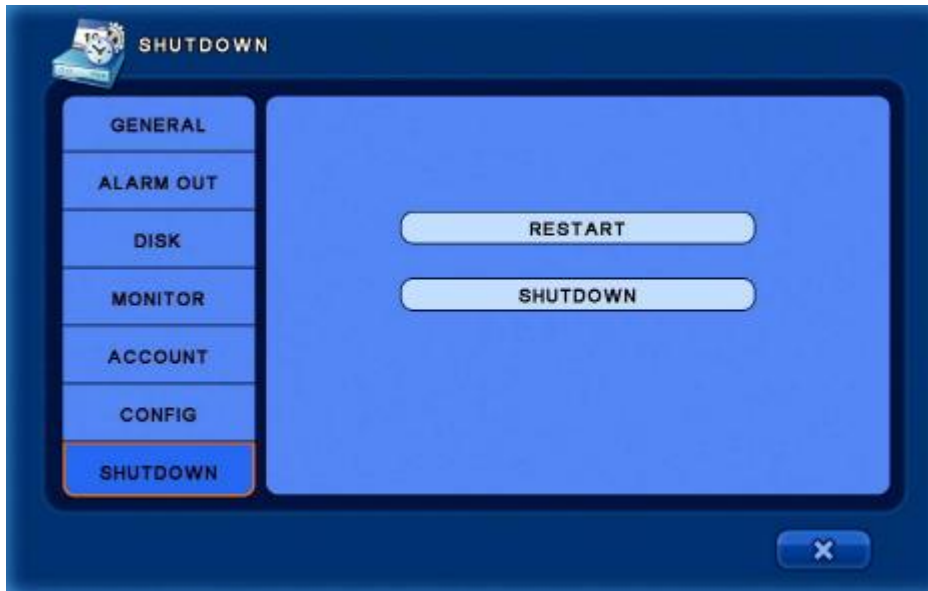 SHUTDOWN
GENERAL
ALARM OUT
DISK
MONITOR
ACCOUNT
CONFIG
SHUTDOWN
RESTART
SHUTDOWN